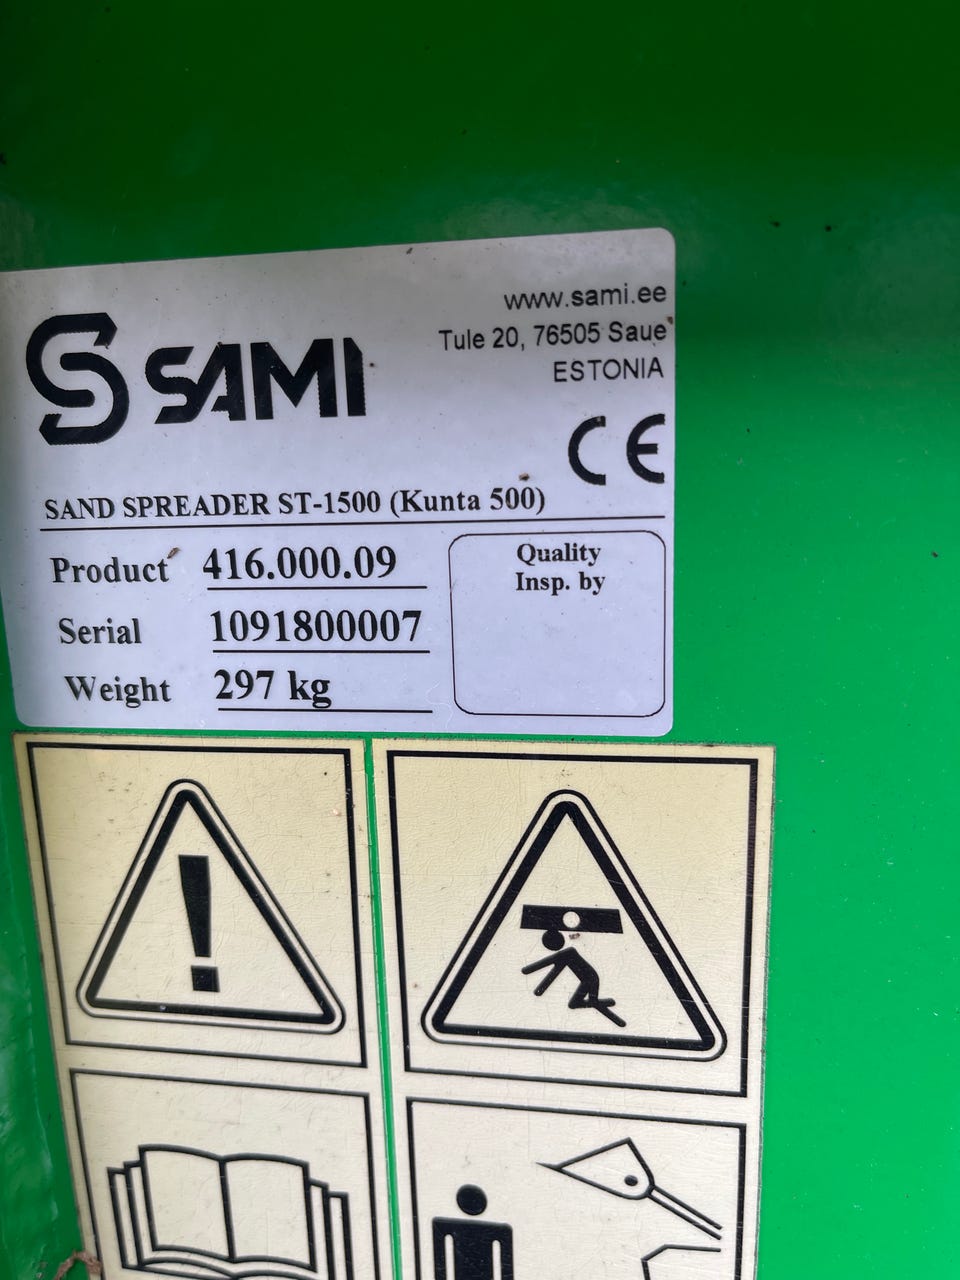 SAMI
www.sami.ee
Tule 20, 76505 Saue
ESTONIA
CE
SAND SPREADER ST-1500 (Kunta 500)
Product 416.000.09
Serial 1091800007
Weight 297 kg
Quality
Insp. by